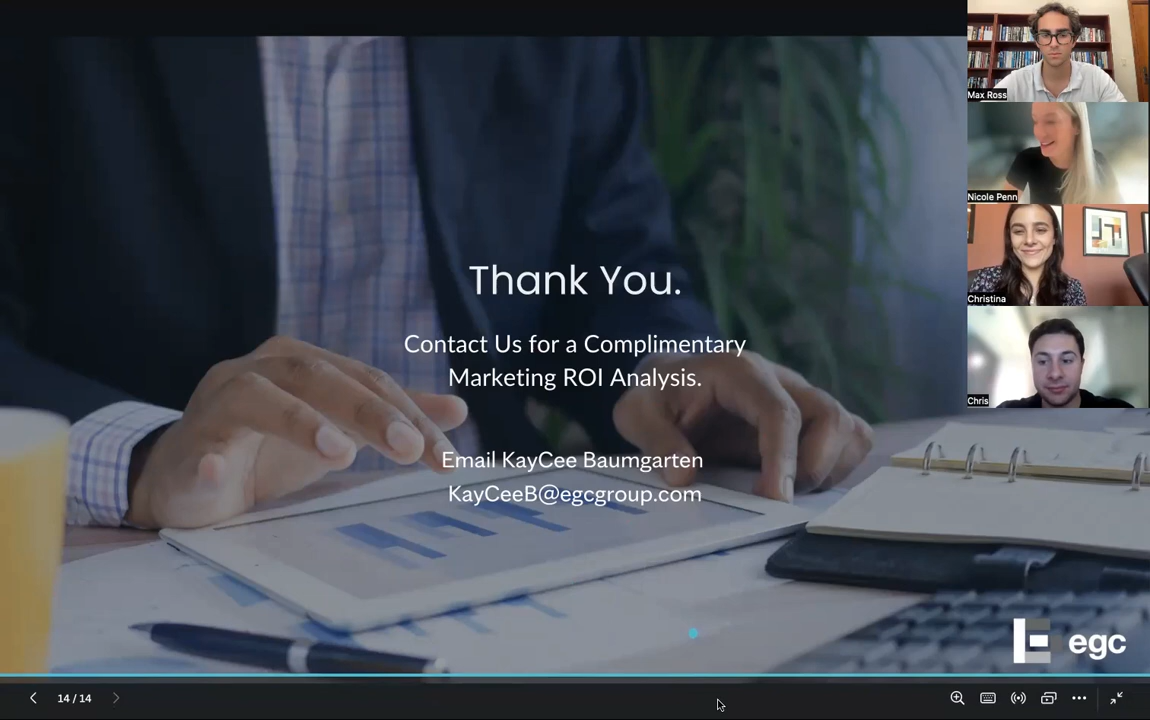 Max Ross
Nicole Penn
Christina
Chris
Thank You.
Contact Us for a Complimentary
Marketing ROI Analysis.
Email KayCee Baumgarten
KayCeeB@egcgroup.com
egc
14 / 14